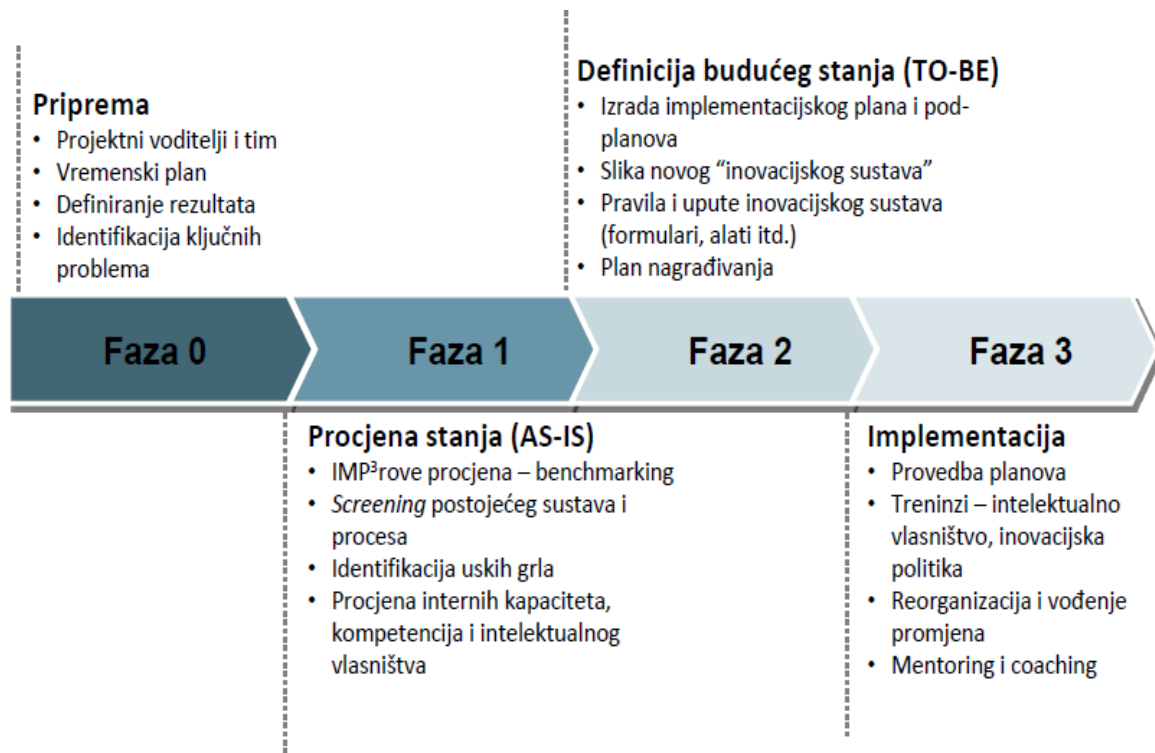 Priprema
• Projektni voditelji i tim
• Vremenski plan
• Definiranje rezultata
• Identifikacija ključnih
problema
Definicija budućeg stanja (TO-BE)
• Izrada implementacijskog plana i pod-
planova
• Slika novog “inovacijskog sustava”
• Pravila i upute inovacijskog sustava
(formulari, alati itd.)
• Plan nagrađivanja
Faza 0
Faza 1
Faza 2
Faza 3
Procjena stanja (AS-IS)
• IMP³rove procjena – benchmarking
• Screening postojećeg sustava i
procesa
• Identifikacija uskih grla
• Procjena internih kapaciteta,
kompetencija i intelektualnog
vlasništva
Implementacija
• Provedba planova
• Treninzi – intelektualno
vlasništvo, inovacijska
politika
• Reorganizacija i vođenje
promjena
• Mentoring i coaching